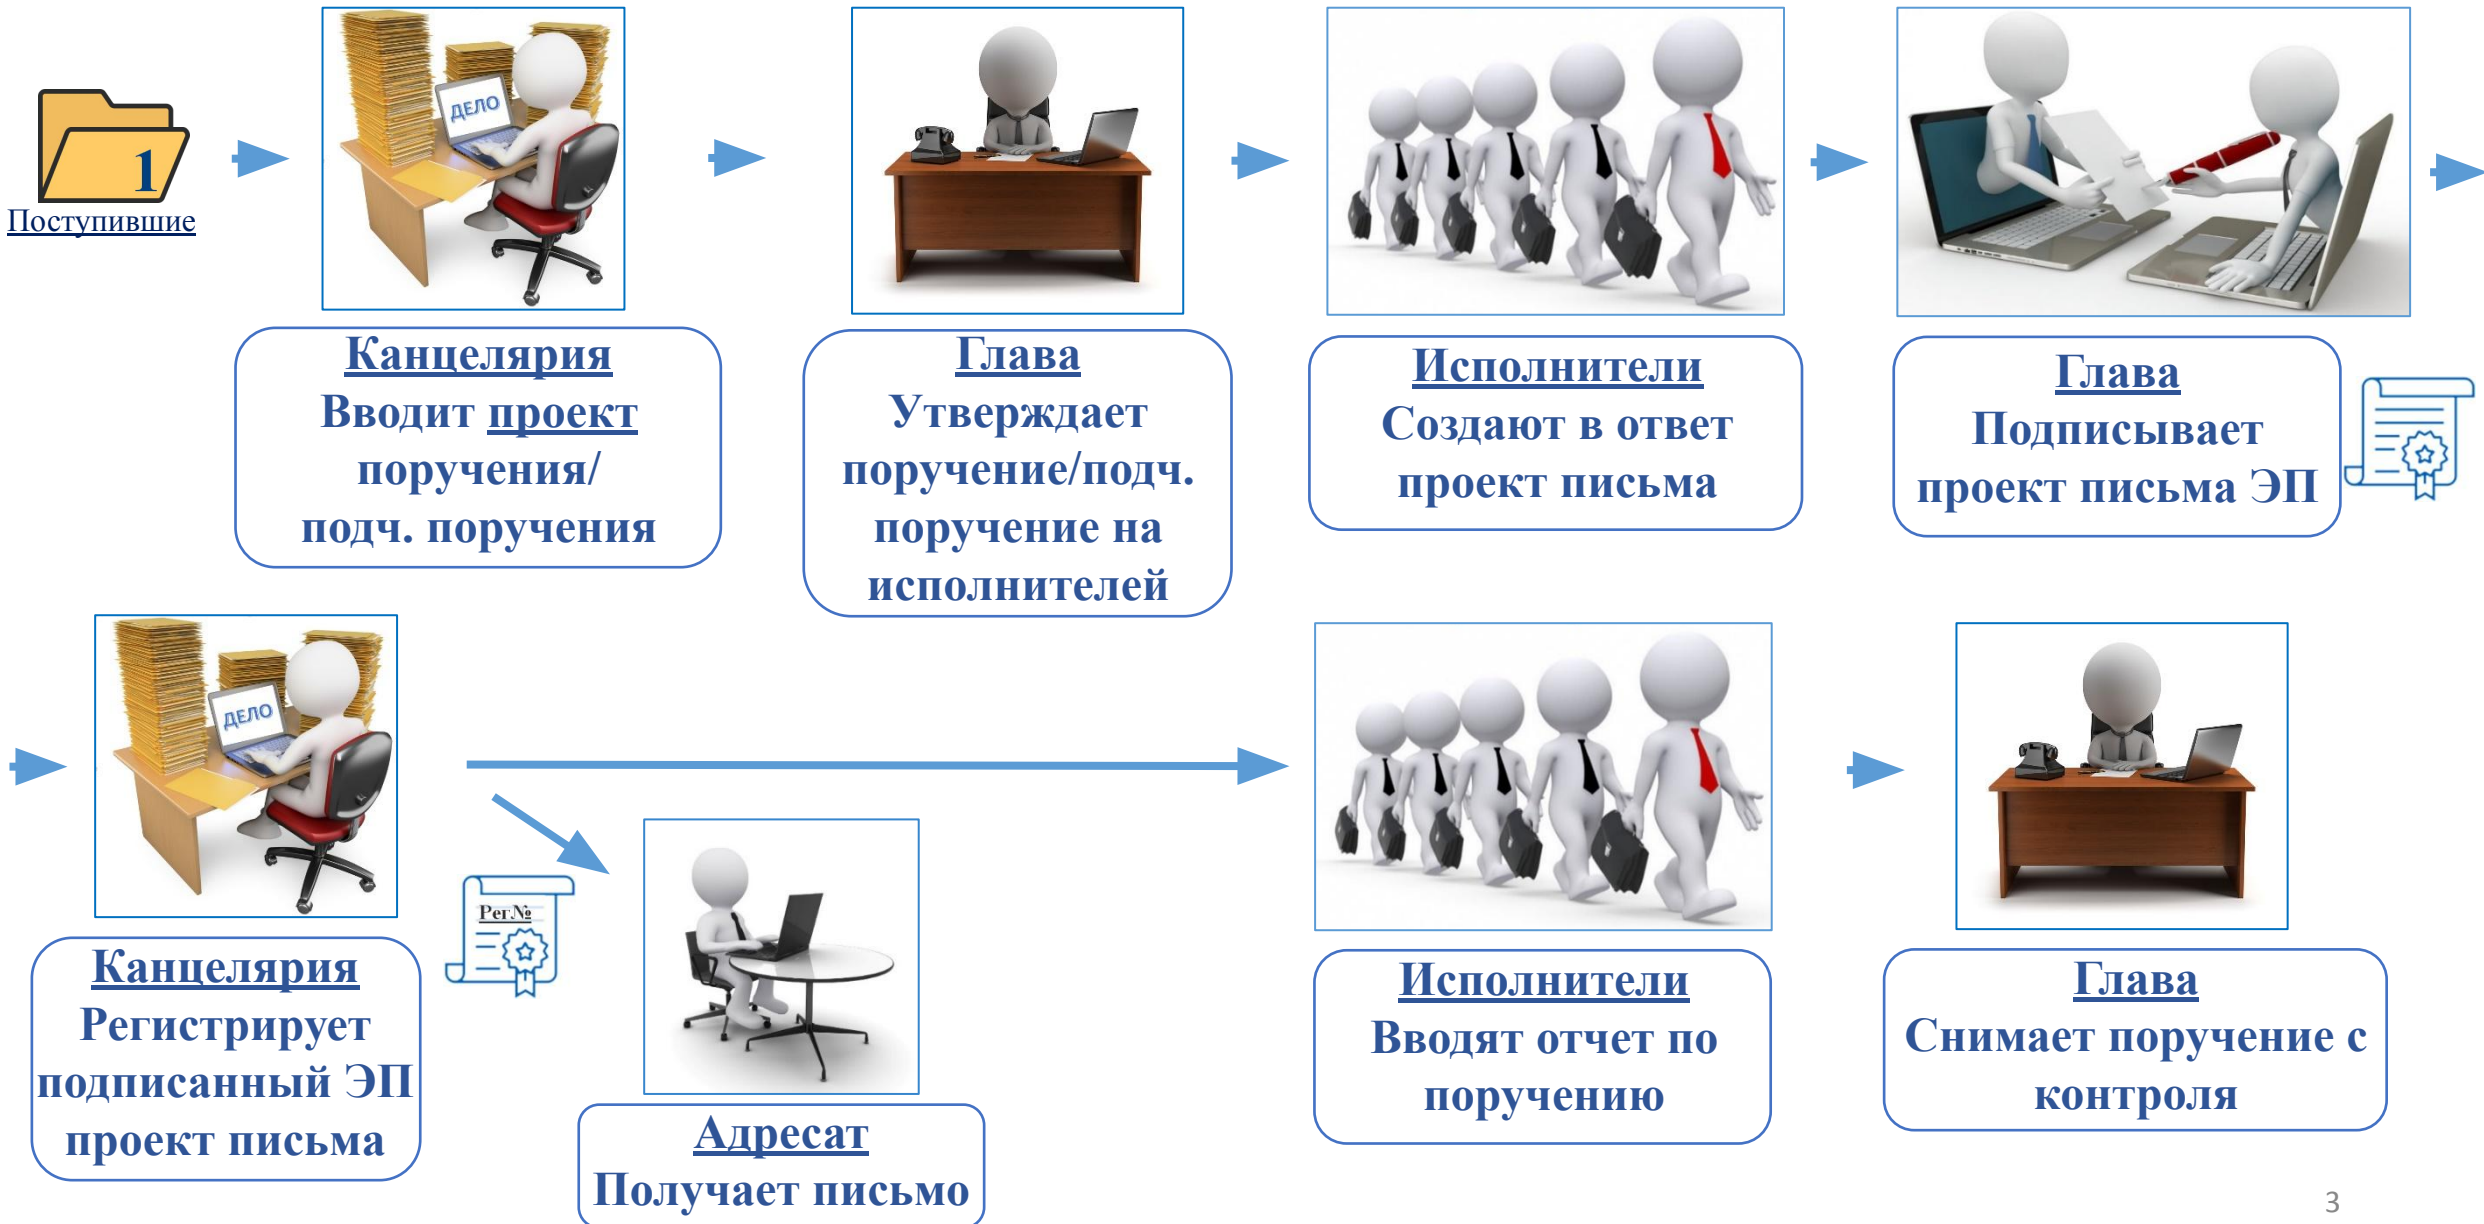 1
Поступившие
ДЕЛО
Канцелярия
Вводит проект
поручения/
подч. поручения
Глава
Утверждает
поручение/подч.
поручение на
исполнителей
Исполнители
Создают в ответ
проект письма
Глава
Подписывает
проект письма ЭП
ДЕЛО
Канцелярия
Регистрирует
подписанный ЭП
проект письма
Рег№
Адресат
Получает письмо
Исполнители
Вводят отчет по
поручению
Глава
Снимает поручение с
контроля
3